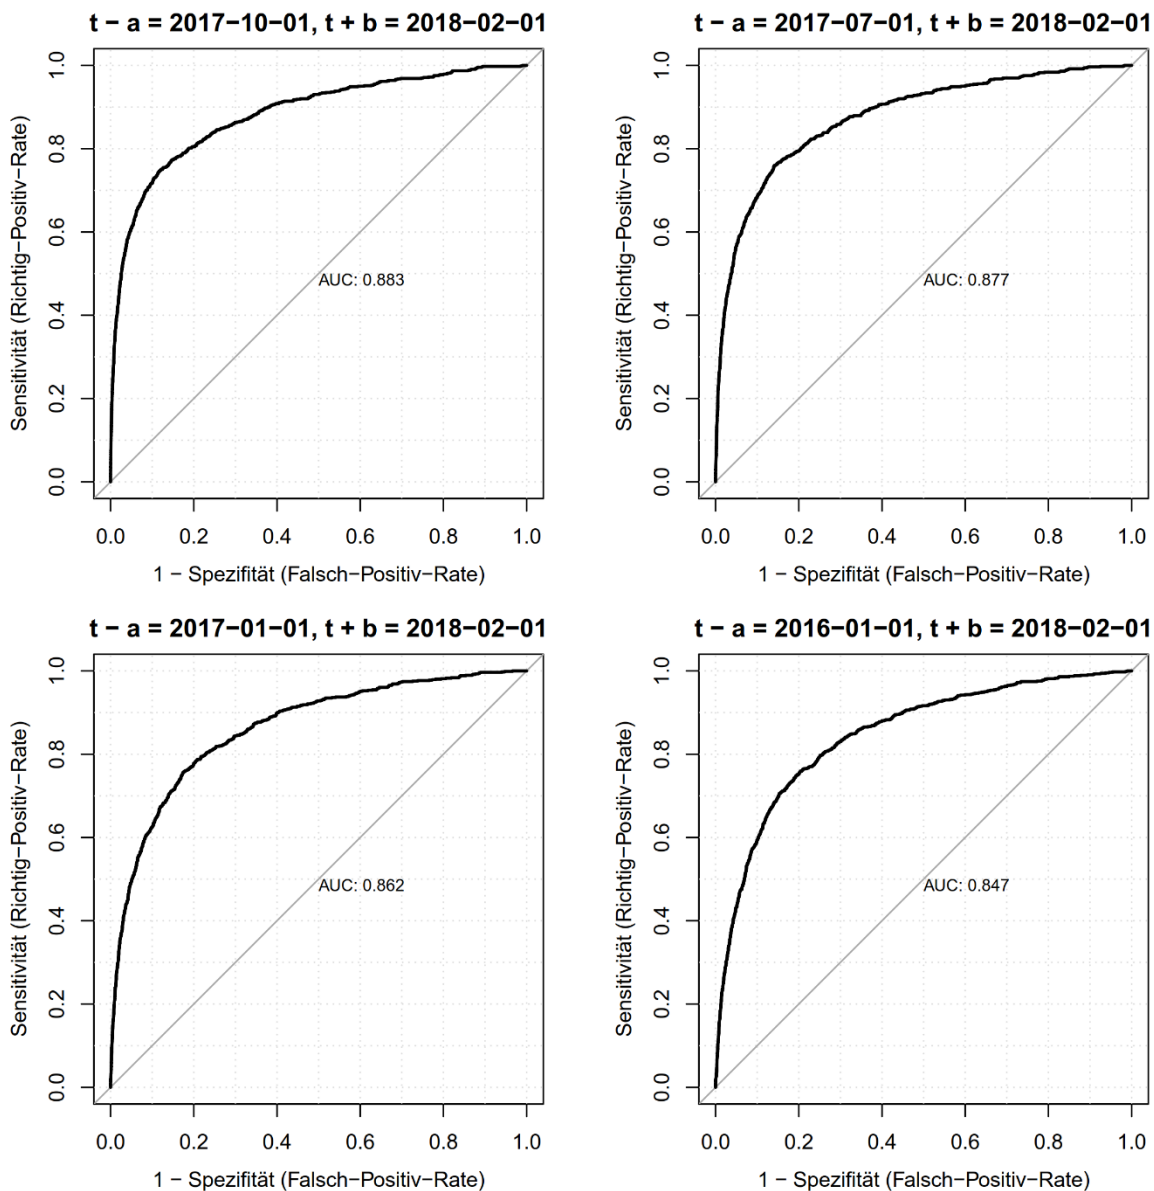 t − a = 2017−10−01, t + b = 2018−02−01
Sensitivität (Richtig−Positiv−Rate)
1.0
0.8
0.6
0.4
0.2
0.0
AUC: 0.883
0.0 0.2 0.4 0.6 0.8 1.0
1 − Spezifität (Falsch−Positiv−Rate)
t − a = 2017−07−01, t + b = 2018−02−01
Sensitivität (Richtig−Positiv−Rate)
1.0
0.8
0.6
0.4
0.2
0.0
AUC: 0.877
0.0 0.2 0.4 0.6 0.8 1.0
1 − Spezifität (Falsch−Positiv−Rate)
t − a = 2017−01−01, t + b = 2018−02−01
Sensitivität (Richtig−Positiv−Rate)
1.0
0.8
0.6
0.4
0.2
0.0
AUC: 0.862
0.0 0.2 0.4 0.6 0.8 1.0
1 − Spezifität (Falsch−Positiv−Rate)
t − a = 2016−01−01, t + b = 2018−02−01
Sensitivität (Richtig−Positiv−Rate)
1.0
0.8
0.6
0.4
0.2
0.0
AUC: 0.847
0.0 0.2 0.4 0.6 0.8 1.0
1 − Spezifität (Falsch−Positiv−Rate)